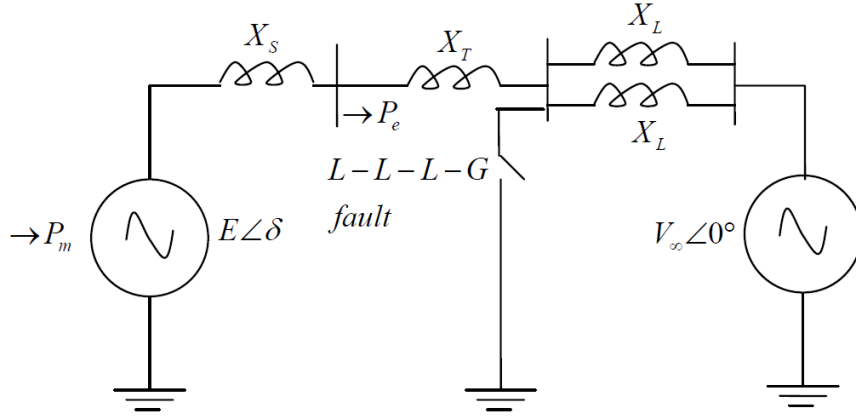 X_S
X_T
X_L
→P_e
X_L
L-L-L-G
fault
→P_m
E∠δ
V_∞∠0°